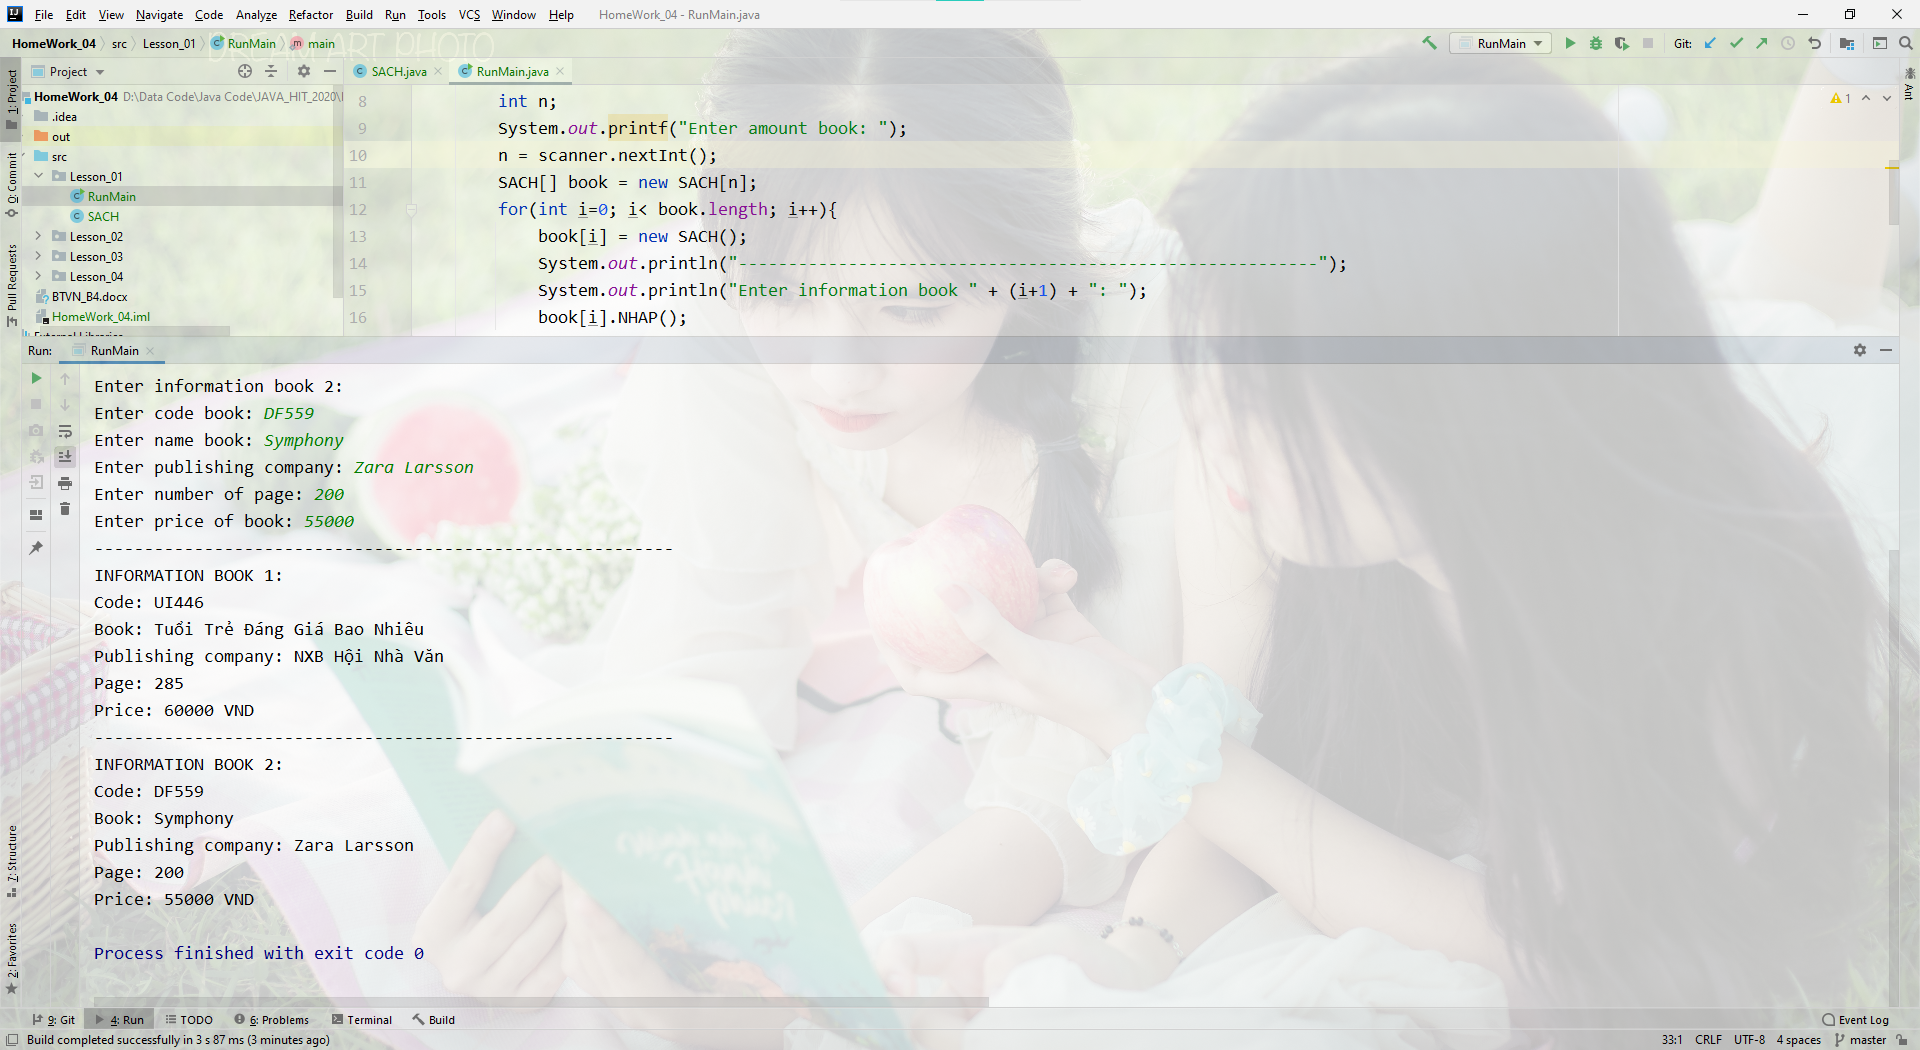 File Edit View Navigate Code Analyze Refactor Build Run Tools VCS Window Help HomeWork_04 - RunMain.java
HomeWork_04 src Lesson_01 RunMain main
DREAM ART PHOTO
RunMain Git:
Project
SACH.java RunMain.java
HomeWork_04 D:\Data Code\Java Code\JAVA_HIT_2020\
.idea
out
src
Lesson_01
RunMain
SACH
Lesson_02
Lesson_03
Lesson_04
BTVN_B4.docx
HomeWork_04.iml
External Libraries
1: Project
0: Commit
Pull Requests
7: Structure
2: Favorites
Ant
1
8 int n;
9 System.out.printf("Enter amount book: ");
10 n = scanner.nextInt();
11 SACH[] book = new SACH[n];
12 for(int i=0; i< book.length; i++){
13 book[i] = new SACH();
14 System.out.println("----------------------------------------------------------");
15 System.out.println("Enter information book " + (i+1) + ": ");
16 book[i].NHAP();
Run: RunMain
Enter information book 2:
Enter code book: DF559
Enter name book: Symphony
Enter publishing company: Zara Larsson
Enter number of page: 200
Enter price of book: 55000
----------------------------------------------------------
INFORMATION BOOK 1:
Code: UI446
Book: Tuổi Trẻ Đáng Giá Bao Nhiêu
Publishing company: NXB Hội Nhà Văn
Page: 285
Price: 60000 VND
----------------------------------------------------------
INFORMATION BOOK 2:
Code: DF559
Book: Symphony
Publishing company: Zara Larsson
Page: 200
Price: 55000 VND
Process finished with exit code 0
9: Git 4: Run TODO 6: Problems Terminal Build Event Log
Build completed successfully in 3 s 87 ms (3 minutes ago) 33:1 CRLF UTF-8 4 spaces master